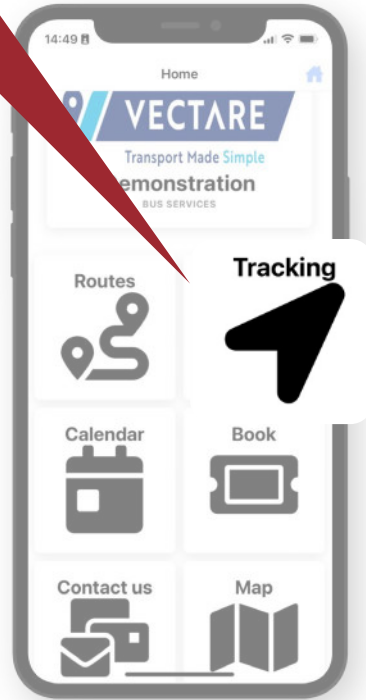 14:49
Home
VECTARE
Transport Made Simple
emonstration
BUS SERVICES
Routes
Tracking
Calendar
Book
Contact us
Map